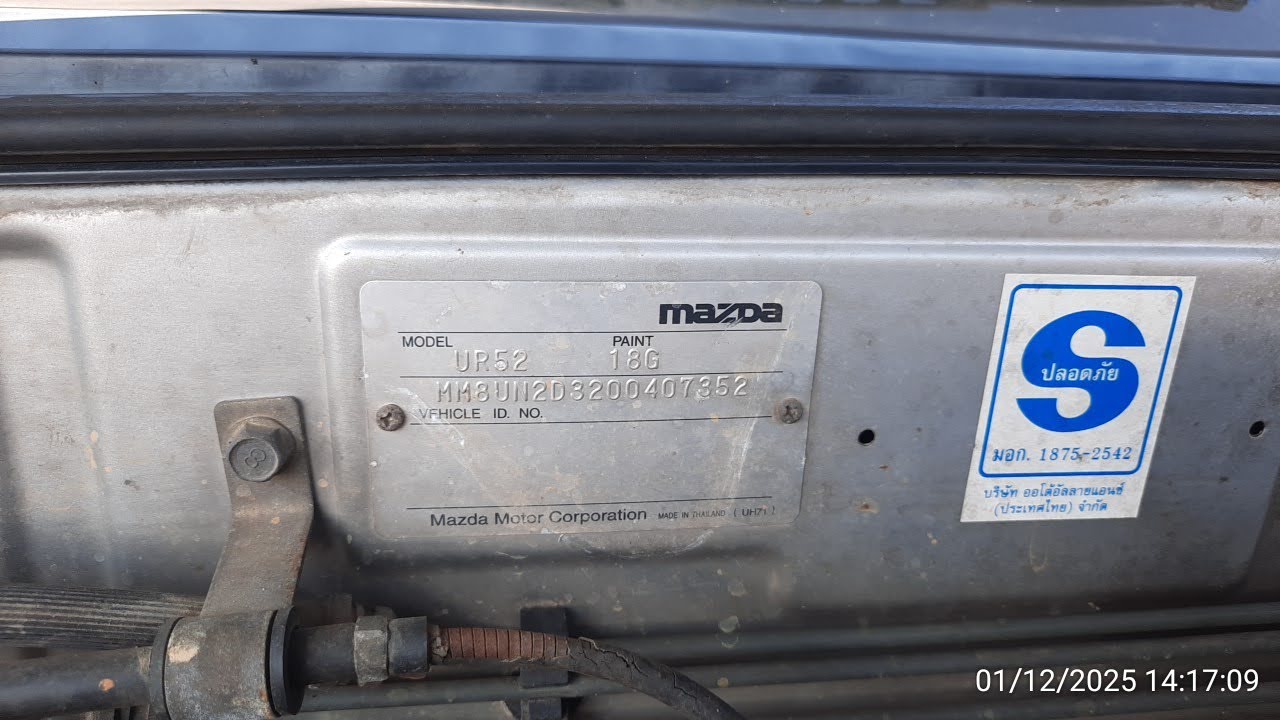 mazda
MODEL PAINT
UR52 18G
MM8UN2D3200407352
VEHICLE ID. NO.
Mazda Motor Corporation MADE IN THAILAND ( UH71 )
S
ปลอดภัย
มอก. 1875-2542
บริษัท ออโต้อัลลายแอนซ์
(ประเทศไทย) จำกัด
01/12/2025 14:17:09